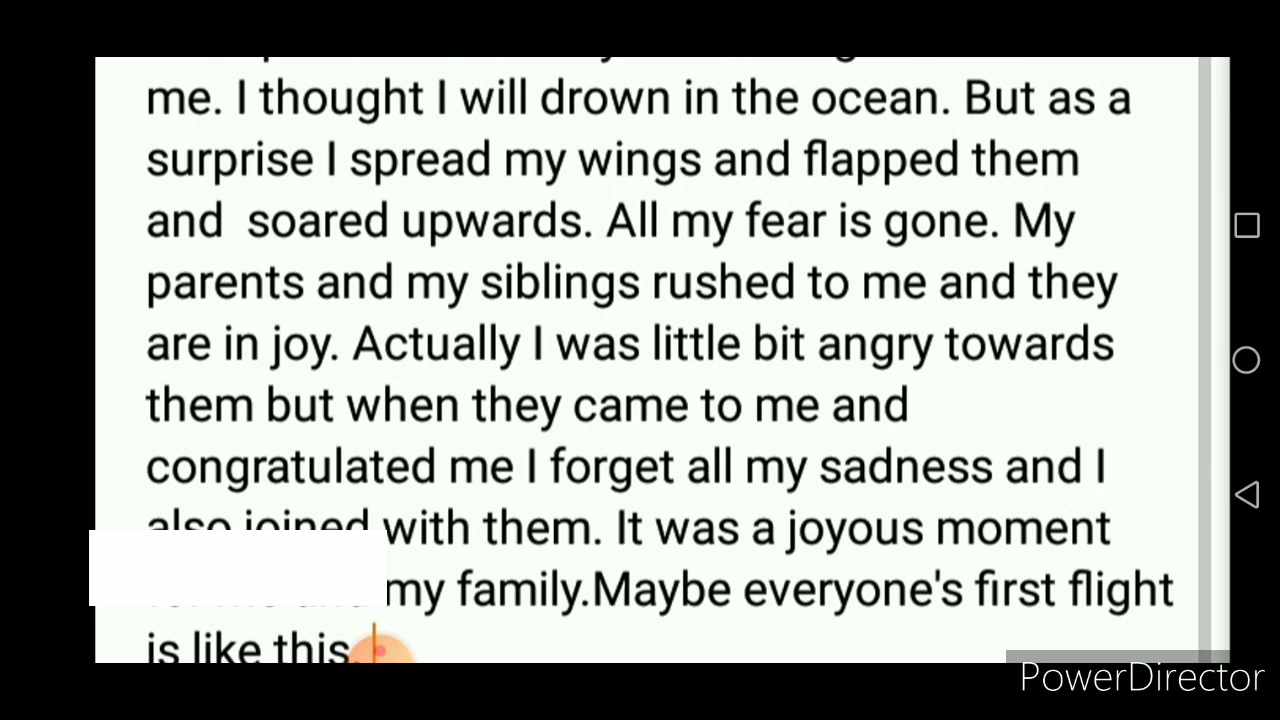 me. I thought I will drown in the ocean. But as a
surprise I spread my wings and flapped them
and  soared upwards. All my fear is gone. My
parents and my siblings rushed to me and they
are in joy. Actually I was little bit angry towards
them but when they came to me and
congratulated me I forget all my sadness and I
also joined with them. It was a joyous moment
my family.Maybe everyone's first flight
is like this.
PowerDirector